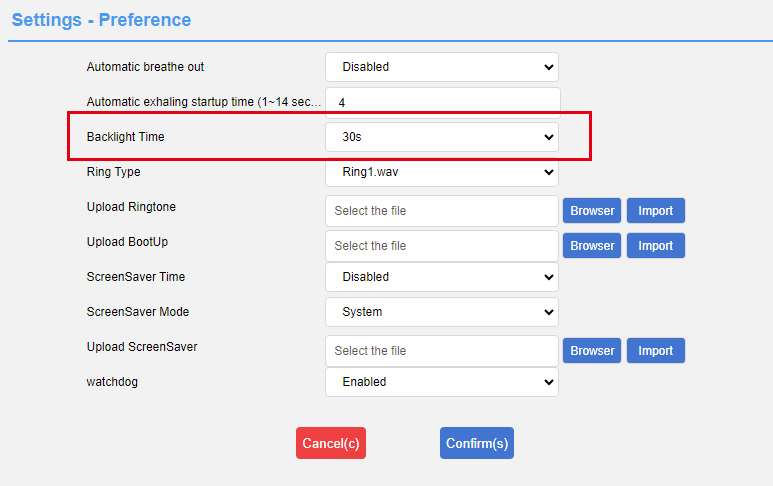 Settings - Preference
Automatic breathe out Disabled
Automatic exhaling startup time (1~14 sec... 4
Backlight Time 30s
Ring Type Ring1.wav
Upload Ringtone Select the file Browser Import
Upload BootUp Select the file Browser Import
ScreenSaver Time Disabled
ScreenSaver Mode System
Upload ScreenSaver Select the file Browser Import
watchdog Enabled
Cancel(c) Confirm(s)